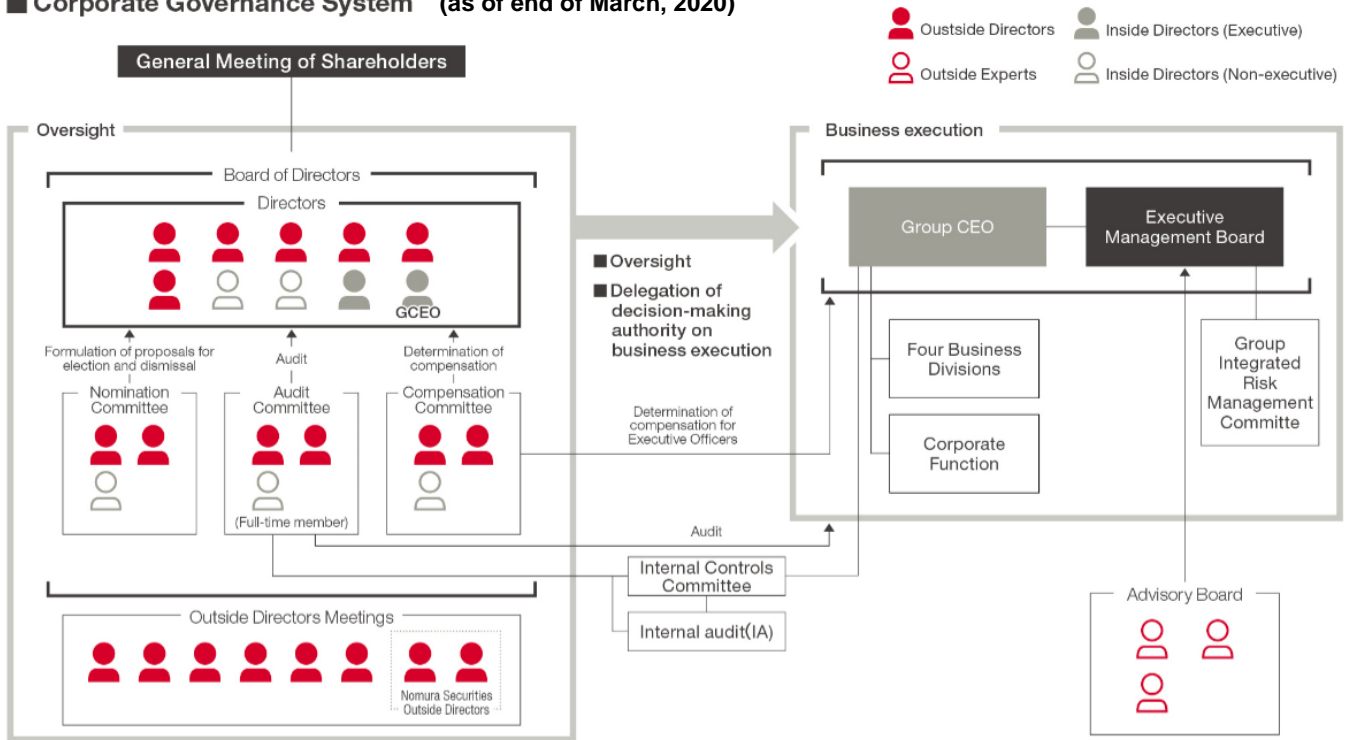 ■ Corporate Governance System (as of end of March, 2020)
Oustside Directors
Inside Directors (Executive)
Outside Experts
Inside Directors (Non-executive)
General Meeting of Shareholders
Oversight
Board of Directors
Directors
GCEO
Formulation of proposals for
election and dismissal
Audit
Determination of
compensation
Nomination
Committee
Audit
Committee
(Full-time member)
Compensation
Committee
Outside Directors Meetings
Nomura Securities
Outside Directors
■ Oversight
■ Delegation of
decision-making
authority on
business execution
Determination of
compensation for
Executive Officers
Audit
Internal Controls
Committee
Internal audit(IA)
Business execution
Group CEO
Executive
Management Board
Four Business
Divisions
Corporate
Function
Group
Integrated
Risk
Management
Committe
Advisory Board